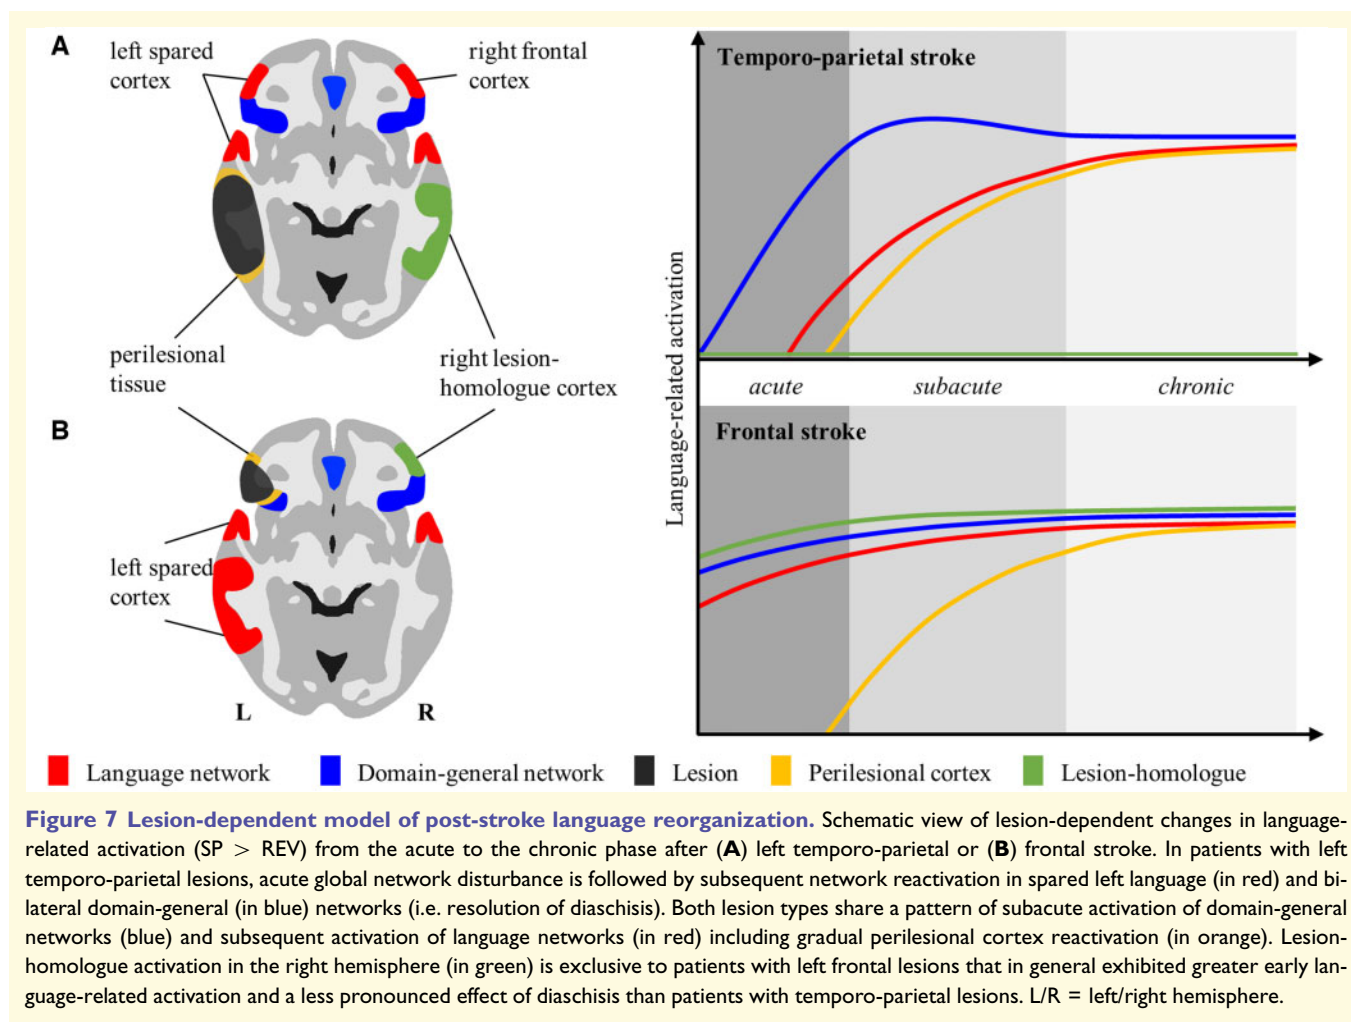 A
left spared
cortex
right frontal
cortex
perilesional
tissue
right lesion-
homologue cortex
B
left spared
cortex
L
R
Language-related activation
Temporo-parietal stroke
acute
subacute
chronic
Frontal stroke
Language network
Domain-general network
Lesion
Perilesional cortex
Lesion-homologue
Figure 7 Lesion-dependent model of post-stroke language reorganization. Schematic view of lesion-dependent changes in language-
related activation (SP > REV) from the acute to the chronic phase after (A) left temporo-parietal or (B) frontal stroke. In patients with left
temporo-parietal lesions, acute global network disturbance is followed by subsequent network reactivation in spared left language (in red) and bi-
lateral domain-general (in blue) networks (i.e. resolution of diaschisis). Both lesion types share a pattern of subacute activation of domain-general
networks (blue) and subsequent activation of language networks (in red) including gradual perilesional cortex reactivation (in orange). Lesion-
homologue activation in the right hemisphere (in green) is exclusive to patients with left frontal lesions that in general exhibited greater early lan-
guage-related activation and a less pronounced effect of diaschisis than patients with temporo-parietal lesions. L/R = left/right hemisphere.